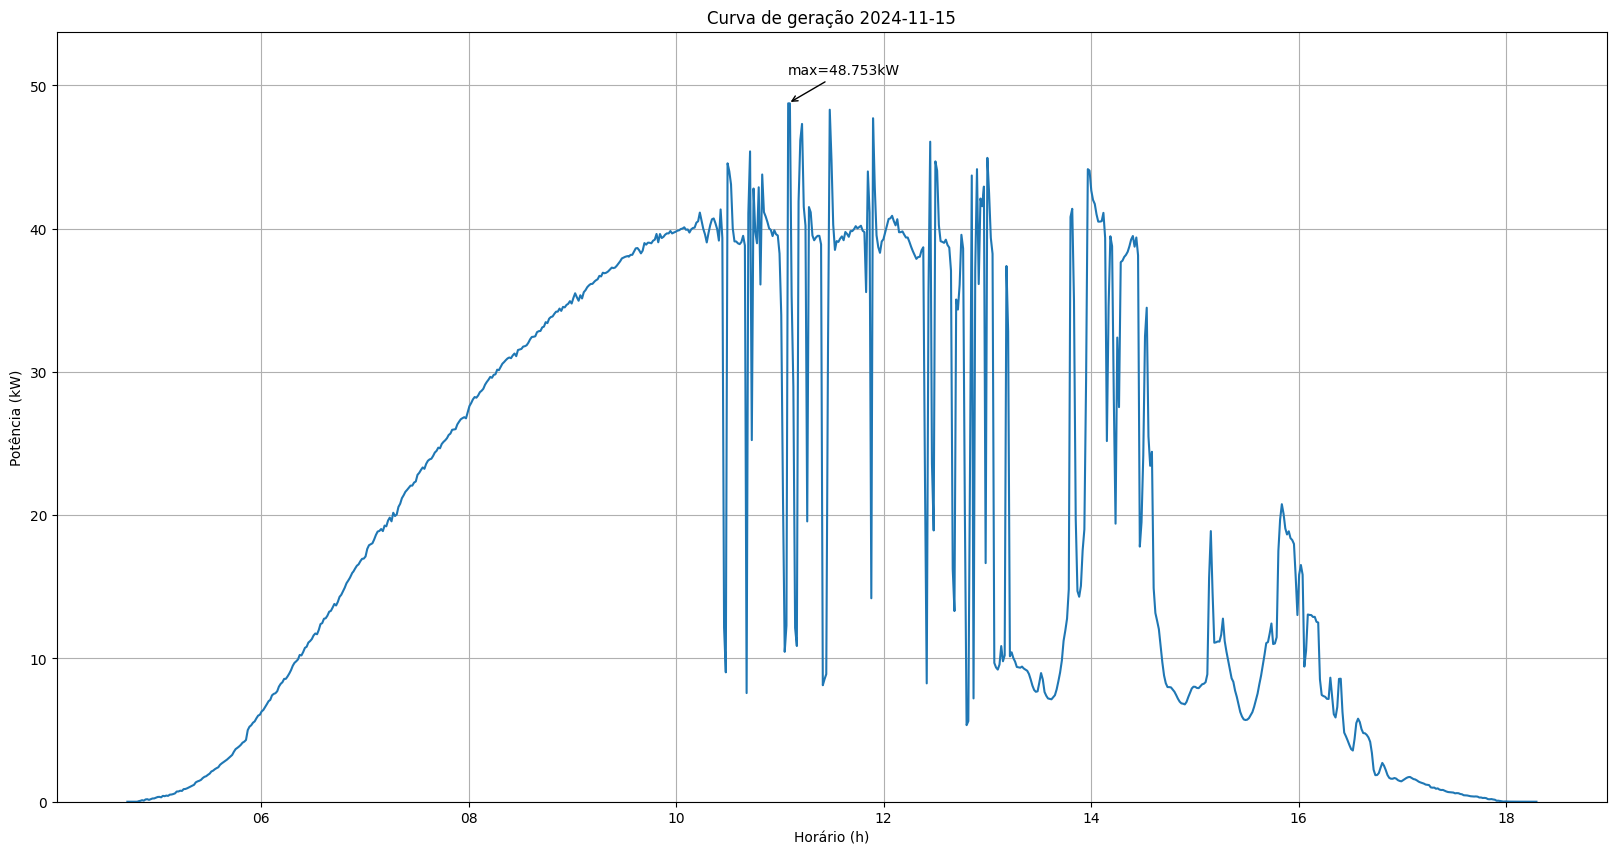 Curva de geração 2024-11-15
max=48.753kW
50
40
30
20
10
0
Potência (kW)
06 08 10 12 14 16 18
Horário (h)